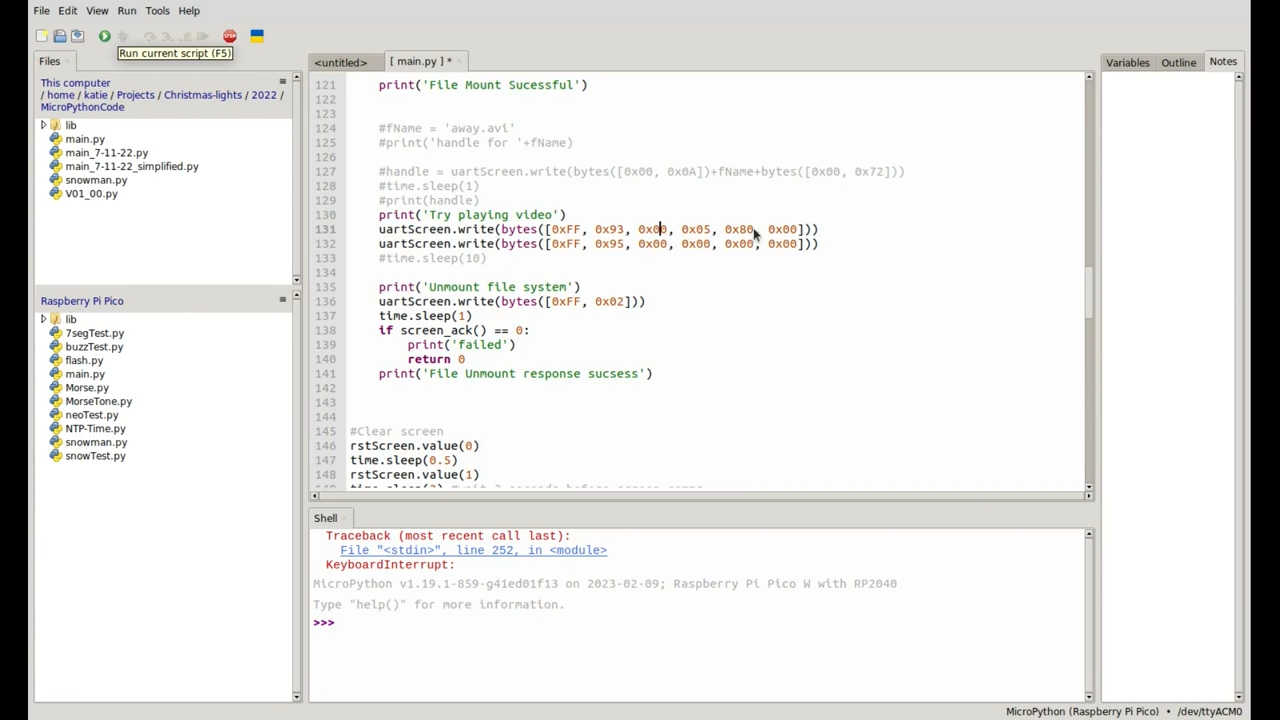 File Edit View Run Tools Help
Run current script (F5)
Files
This computer
/ home / katie / Projects / Christmas-lights / 2022 /
MicroPythonCode
lib
main.py
main_7-11-22.py
main_7-11-22_simplified.py
snowman.py
V01_00.py
Raspberry Pi Pico
lib
7segTest.py
buzzTest.py
flash.py
main.py
Morse.py
MorseTone.py
neoTest.py
NTP-Time.py
snowman.py
snowTest.py
<untitled> [ main.py ] *
121 print('File Mount Sucessful')
122
123
124 #fName = 'away.avi'
125 #print('handle for '+fName)
126
127 #handle = uartScreen.write(bytes([0x00, 0x0A])+fName+bytes([0x00, 0x72]))
128 #time.sleep(1)
129 #print(handle)
130 print('Try playing video')
131 uartScreen.write(bytes([0xFF, 0x93, 0x00, 0x05, 0x80, 0x00]))
132 uartScreen.write(bytes([0xFF, 0x95, 0x00, 0x00, 0x00, 0x00]))
133 #time.sleep(10)
134
135 print('Unmount file system')
136 uartScreen.write(bytes([0xFF, 0x02]))
137 time.sleep(1)
138 if screen_ack() == 0:
139 print('failed')
140 return 0
141 print('File Unmount response sucsess')
142
143
144
145 #Clear screen
146 rstScreen.value(0)
147 time.sleep(0.5)
148 rstScreen.value(1)
Shell
Traceback (most recent call last):
File "<stdin>", line 252, in <module>
KeyboardInterrupt:
MicroPython v1.19.1-859-g41ed01f13 on 2023-02-09; Raspberry Pi Pico W with RP2040
Type "help()" for more information.
>>>
Variables Outline Notes
MicroPython (Raspberry Pi Pico) • /dev/ttyACM0